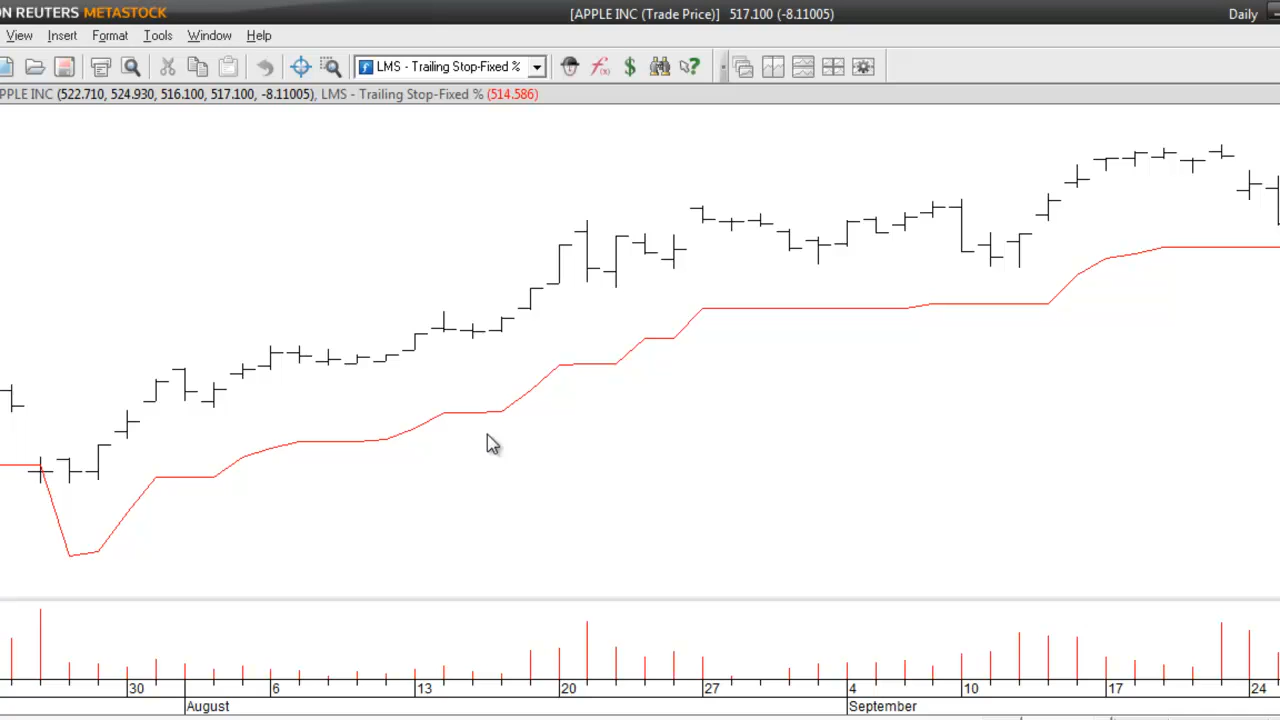 ON REUTERS METASTOCK [APPLE INC (Trade Price)] 517.100 (-8.11005) Daily
View Insert Format Tools Window Help
LMS - Trailing Stop-Fixed %
PPLE INC (522.710, 524.930, 516.100, 517.100, -8.11005), LMS - Trailing Stop-Fixed % (514.586)
30 6 13 20 27 4 10 17 24
August September